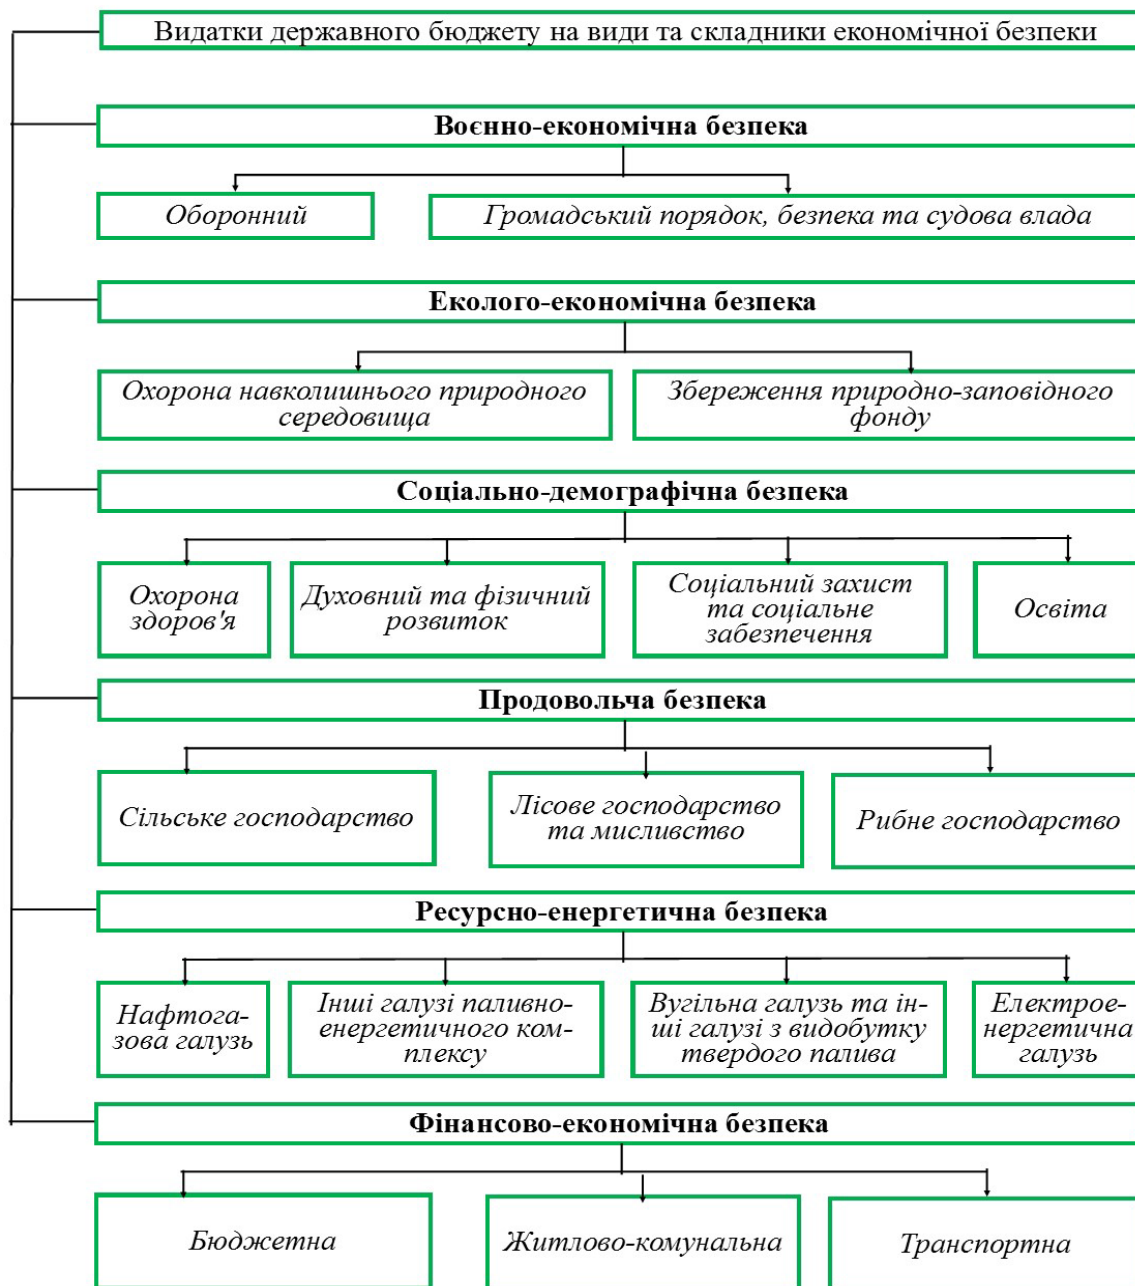 Видатки державного бюджету на види та складники економічної безпеки
Воєнно-економічна безпека
Оборонний
Громадський порядок, безпека та судова влада
Еколого-економічна безпека
Охорона навколишнього природного
середовища
Збереження природно-заповідного
фонду
Соціально-демографічна безпека
Охорона
здоров'я
Духовний та фізичний
розвиток
Соціальний захист
та соціальне
забезпечення
Освіта
Продовольча безпека
Сільське господарство
Лісове господарство
та мисливство
Рибне господарство
Ресурсно-енергетична безпека
Нафтога-
зова галузь
Інші галузі паливно-
енергетичного ком-
плексу
Вугільна галузь та ін-
ші галузі з видобутку
твердого палива
Електрое-
нергетична
галузь
Фінансово-економічна безпека
Бюджетна
Житлово-комунальна
Транспортна